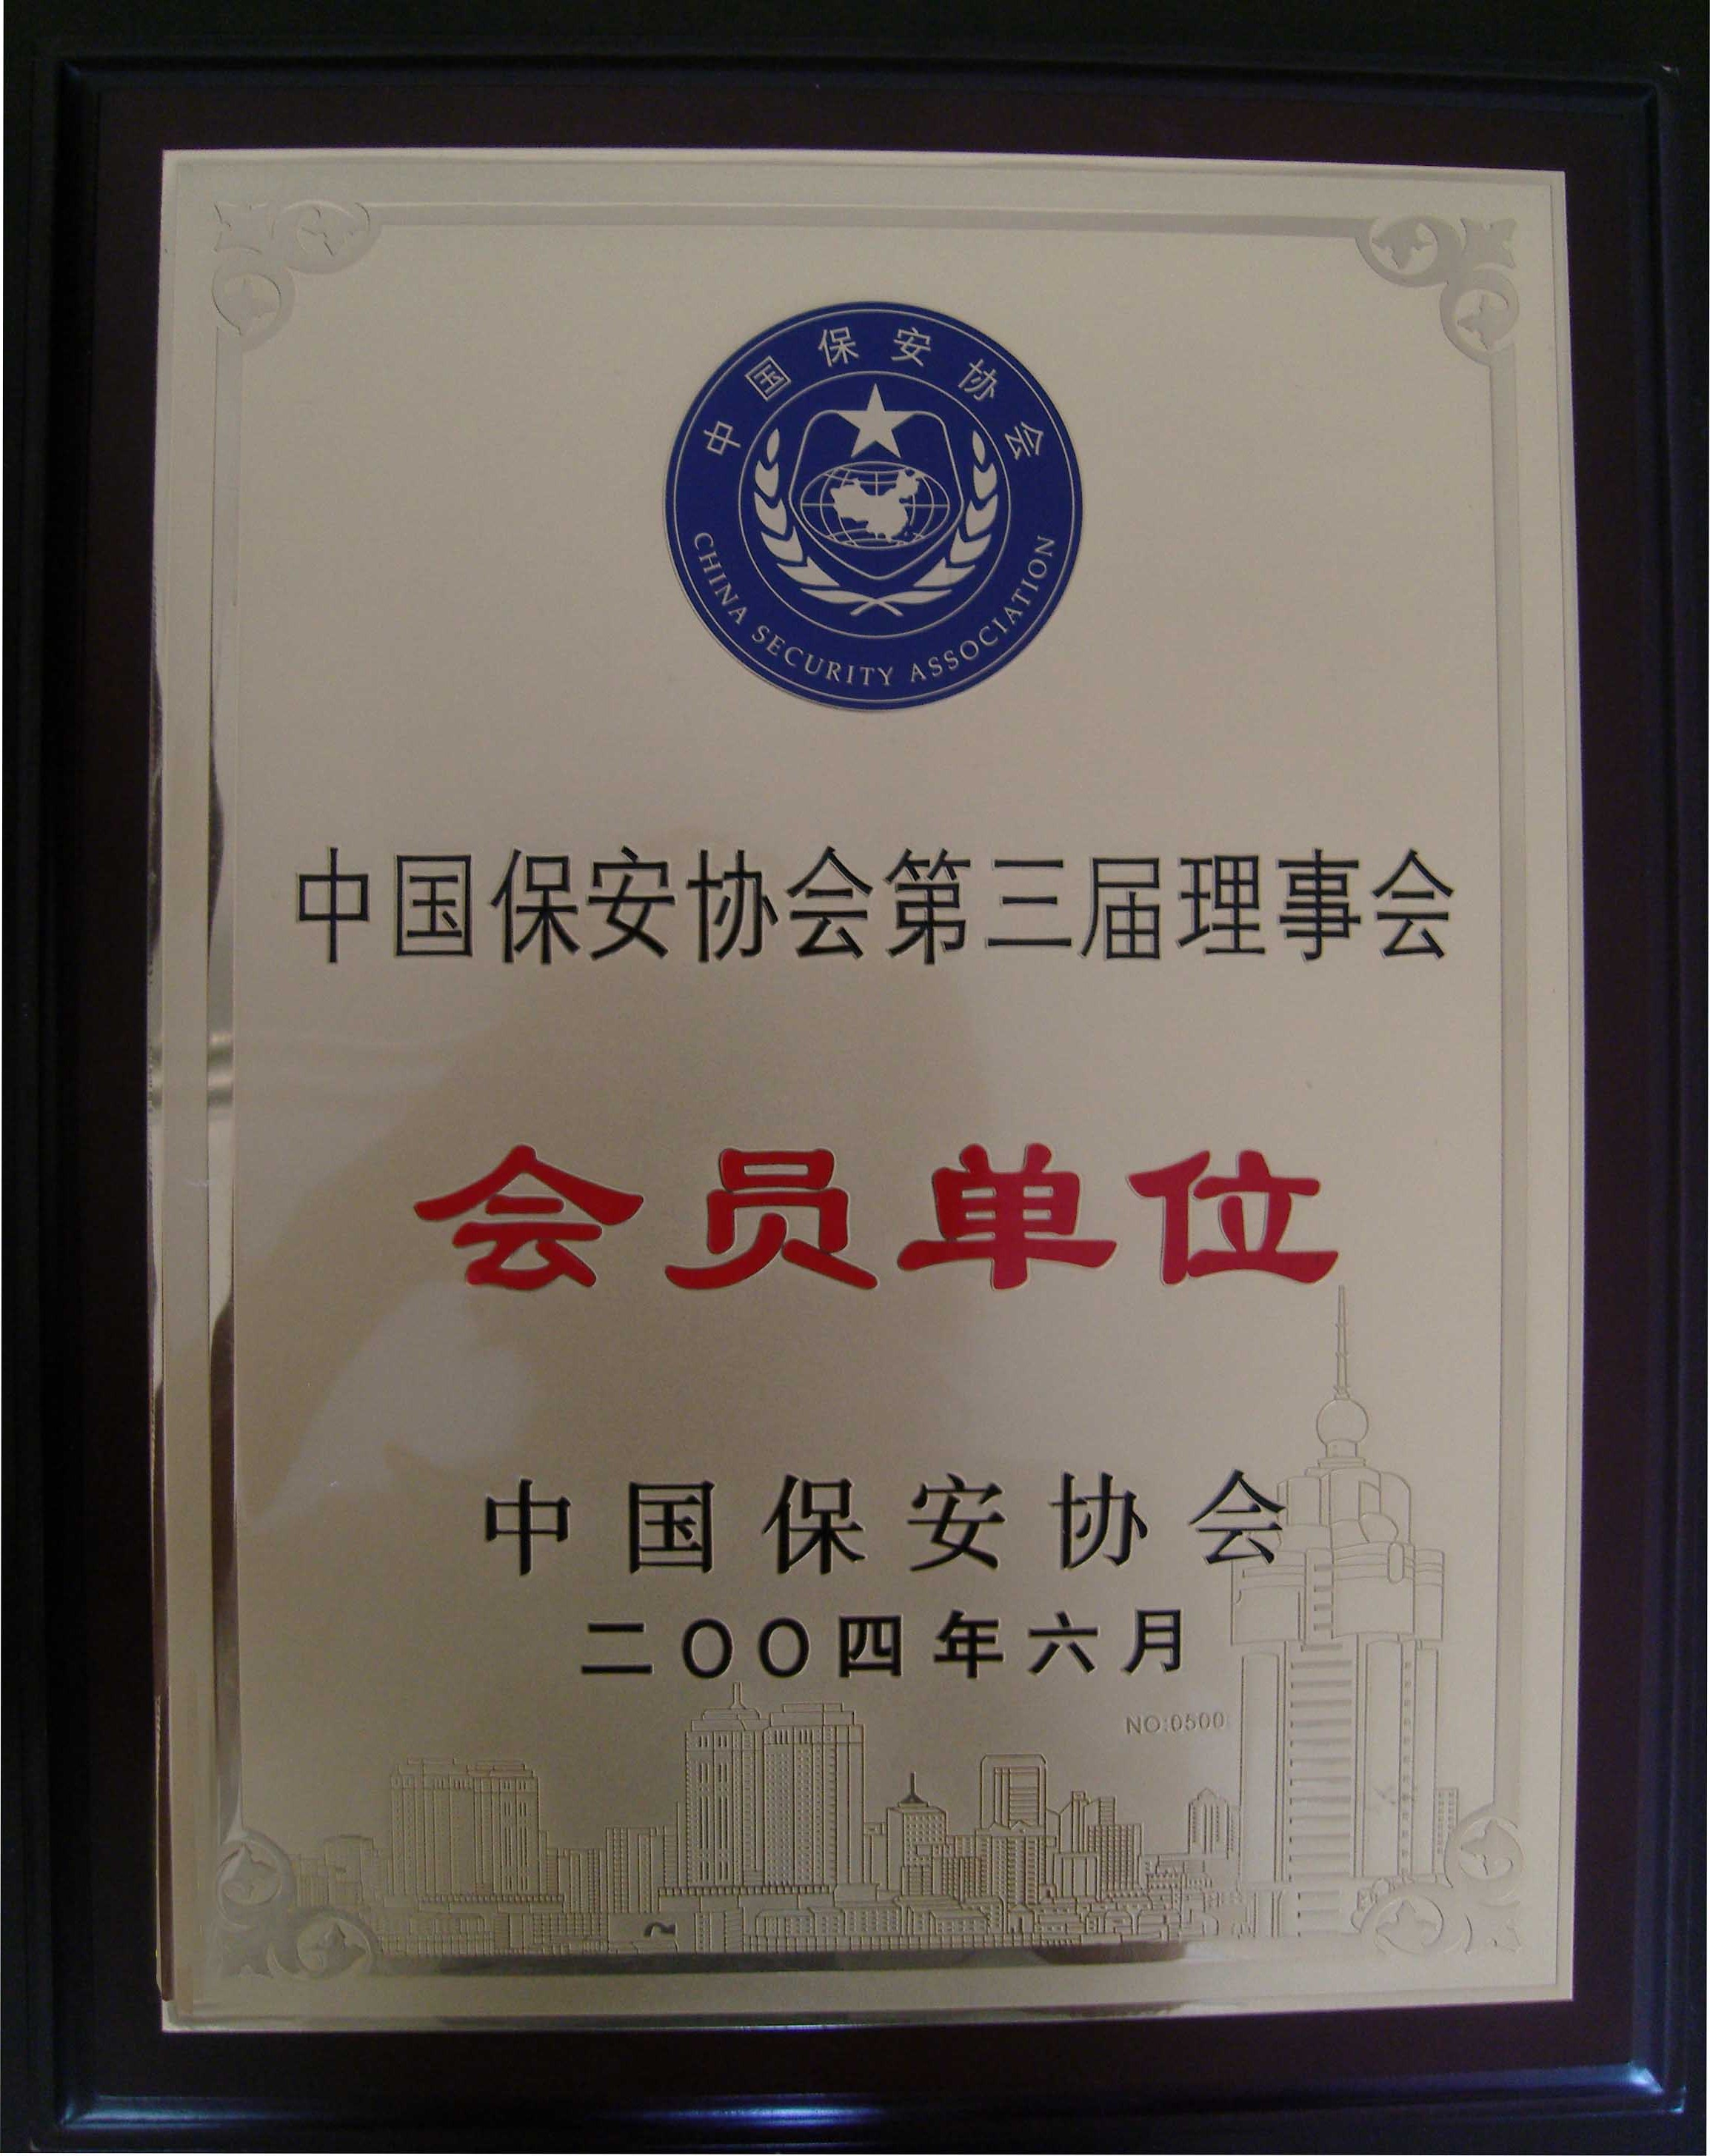 中国保安协会
CHINA SECURITY ASSOCIATION
中国保安协会第三届理事会
会员单位
中国保安协会
二〇〇四年六月
NO:0500